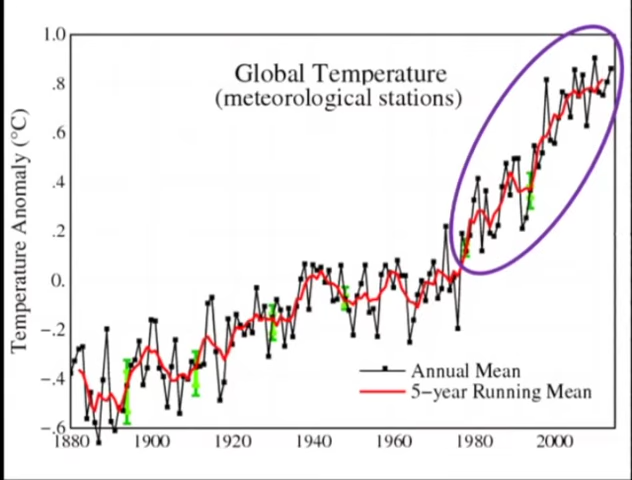 1.0
Global Temperature
(meteorological stations)
.8
.6
.4
.2
0.
−.2
−.4
−.6
Temperature Anomaly (°C)
Annual Mean
5−year Running Mean
1880 1900 1920 1940 1960 1980 2000